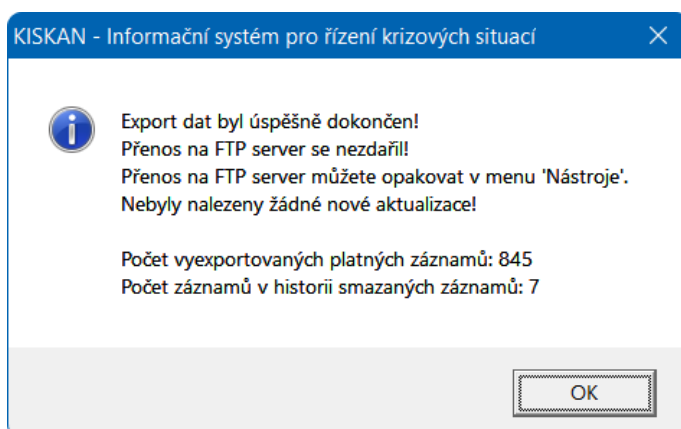 KISKAN - Informační systém pro řízení krizových situací
Export dat byl úspěšně dokončen!
Přenos na FTP server se nezdařil!
Přenos na FTP server můžete opakovat v menu 'Nástroje'.
Nebyly nalezeny žádné nové aktualizace!
Počet vyexportovaných platných záznamů: 845
Počet záznamů v historii smazaných záznamů: 7
OK